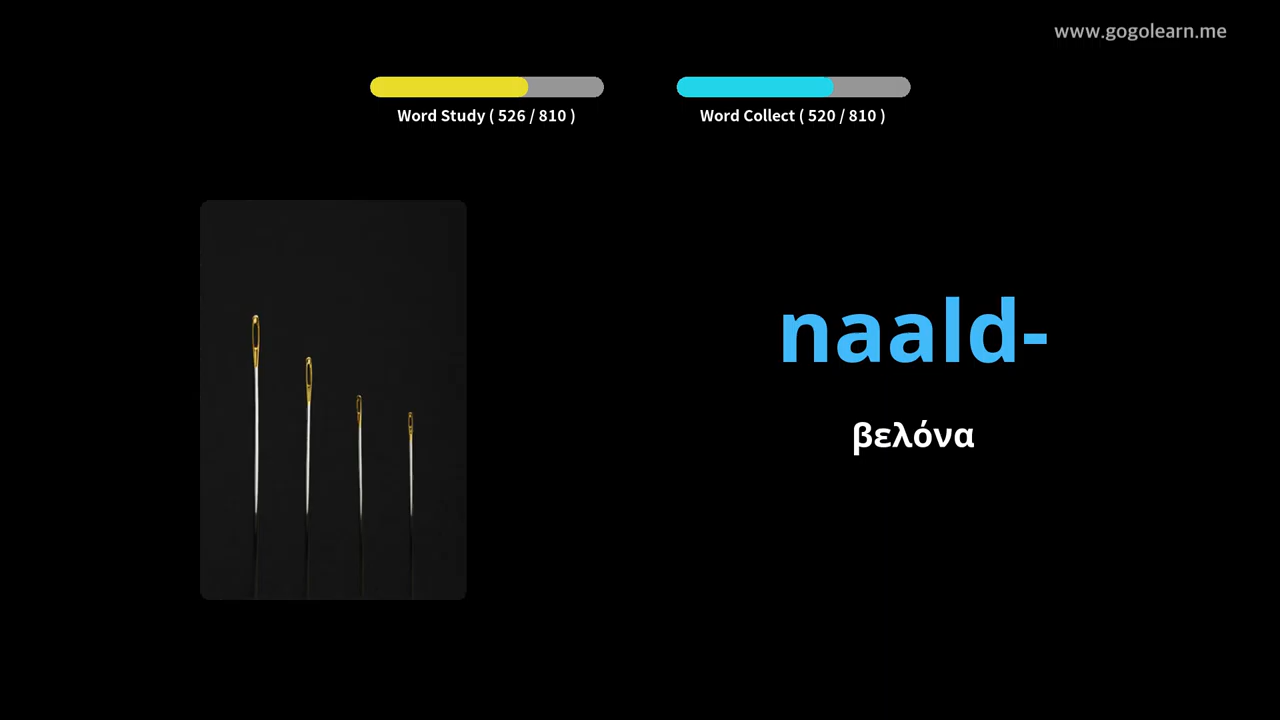 www.gogolearn.me
Word Study ( 526 / 810 )
Word Collect ( 520 / 810 )
naald-
βελόνα